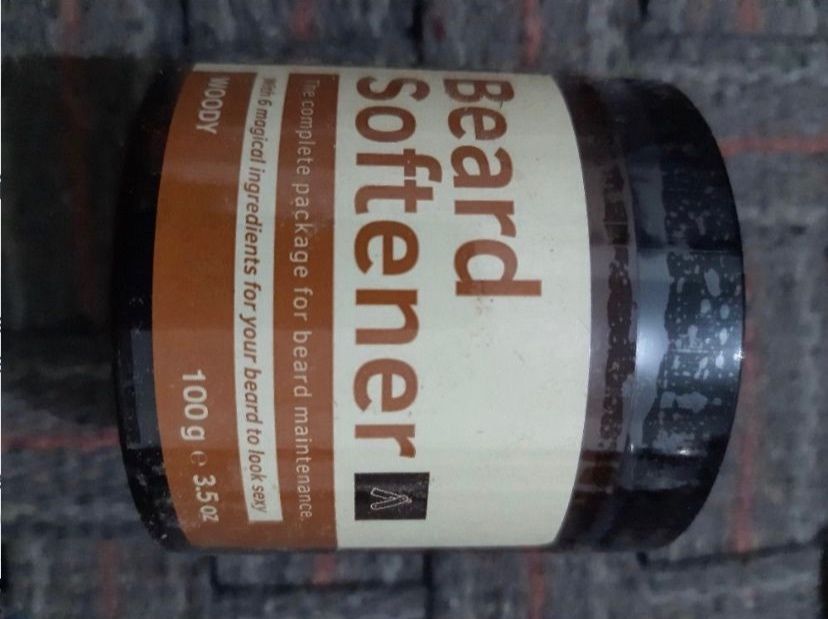 Beard
Softener
The complete package for beard maintenance.
With 6 magical ingredients for your beard to look sexy
WOODY
100 g e 3.5 oz